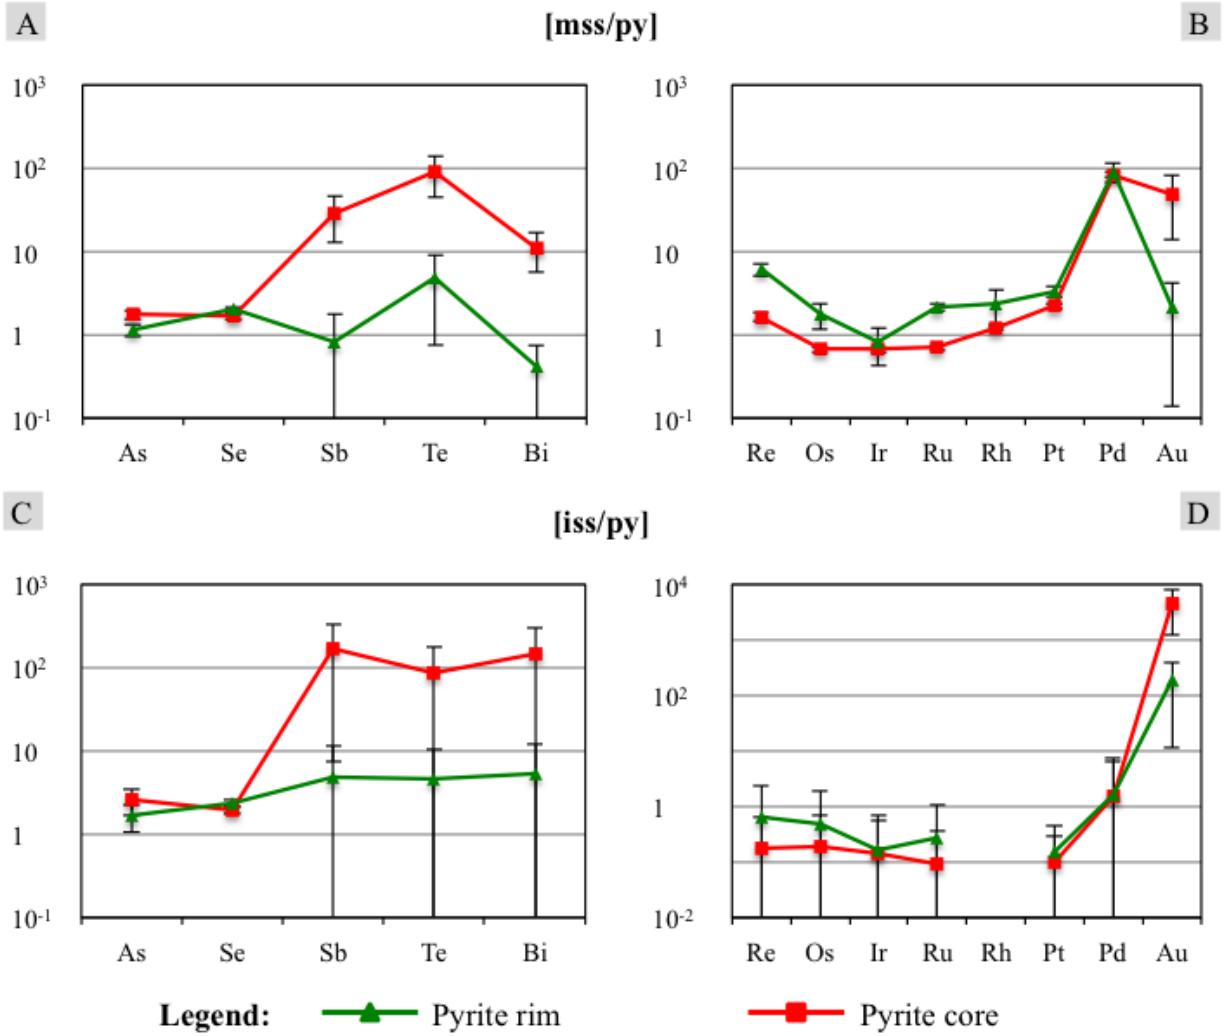 A [mss/py] B
10³ 10³
10² 10²
10 10
1 1
10⁻¹ 10⁻¹
As Se Sb Te Bi Re Os Ir Ru Rh Pt Pd Au
C [iss/py] D
10³ 10⁴
10² 10²
10
1 1
10⁻¹ 10⁻²
As Se Sb Te Bi Re Os Ir Ru Rh Pt Pd Au
Legend: Pyrite rim Pyrite core